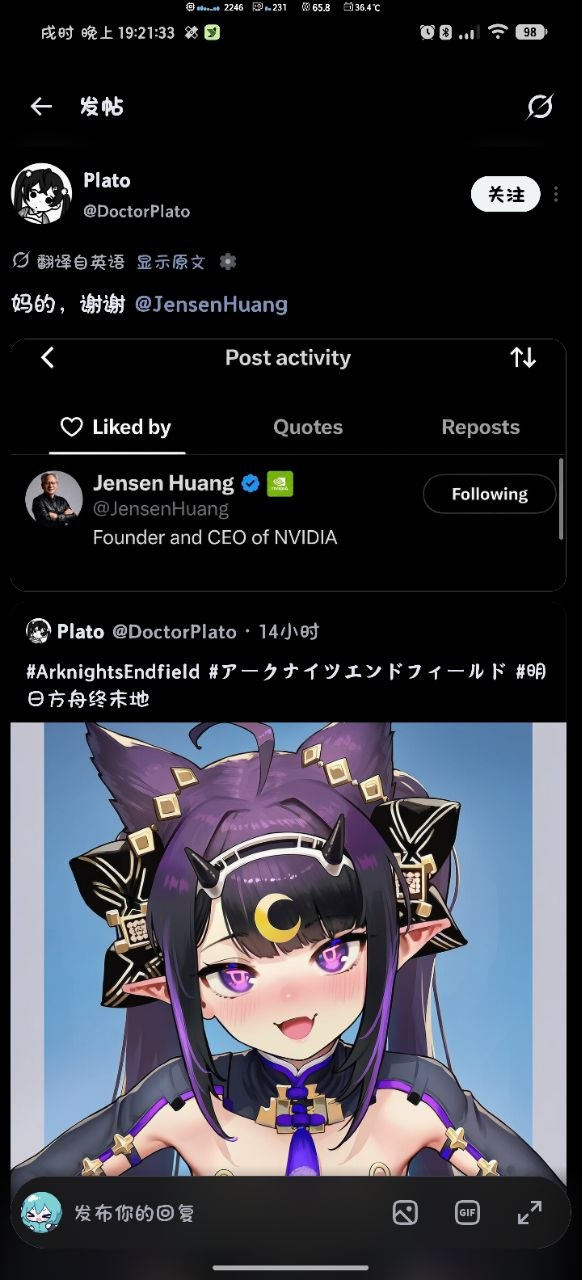 2246 231 65.8 36.4℃
戌时 晚上 19:21:33 98
发帖
Plato
@DoctorPlato
关注
翻译自英语 显示原文
妈的，谢谢 @JensenHuang
Post activity
Liked by Quotes Reposts
Jensen Huang
@JensenHuang
Following
Founder and CEO of NVIDIA
Plato @DoctorPlato · 14小时
#ArknightsEndfield #アークナイツエンドフィールド #明
日方舟终末地
发布你的回复
GIF